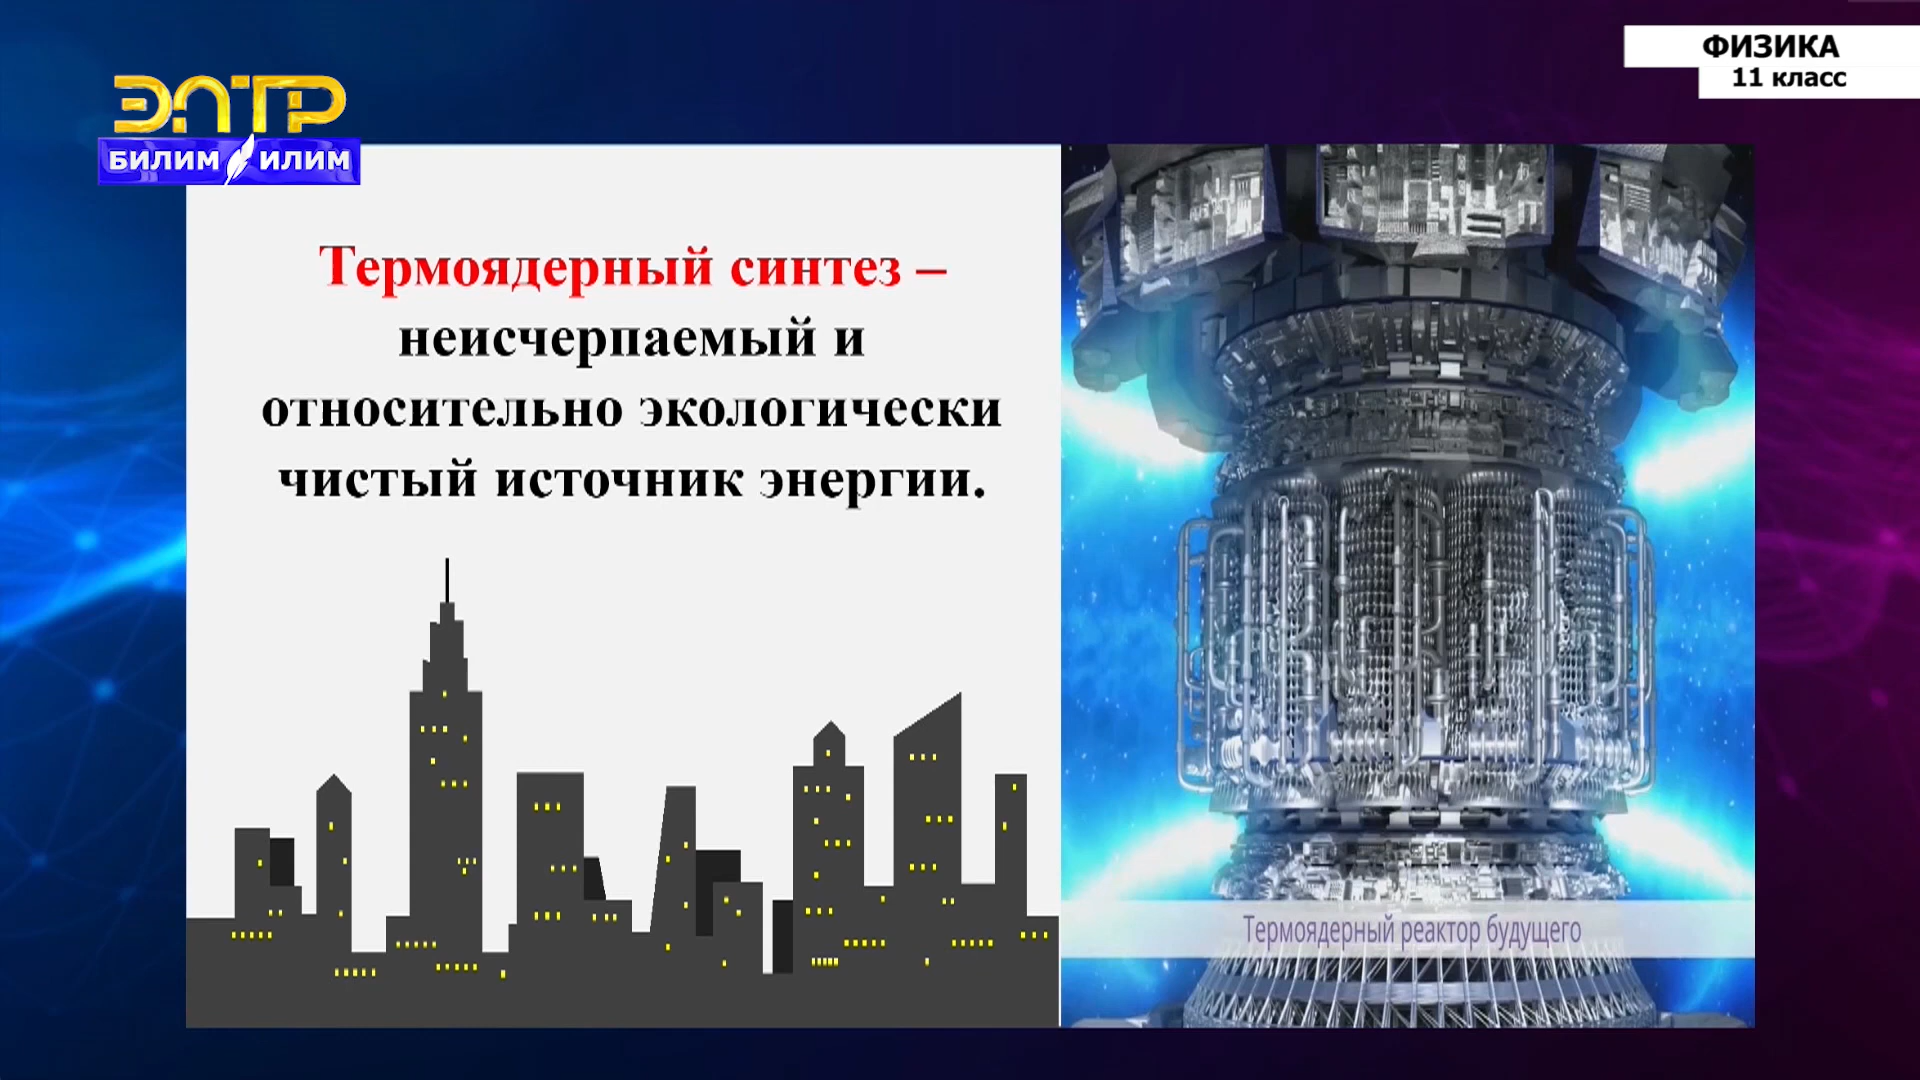 ФИЗИКА
11 класс
ЭЛТР
БИЛИМ ИЛИМ
Термоядерный синтез –
неисчерпаемый и
относительно экологически
чистый источник энергии.
Термоядерный реактор будущего